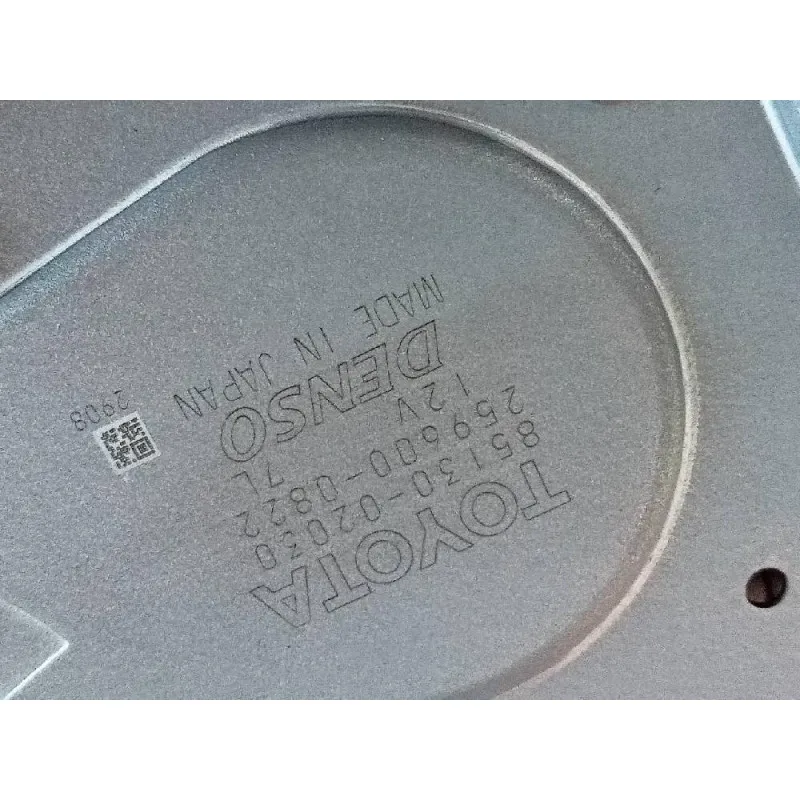 TOYOTA
85130-02030
259600-0822
12V 7L
DENSO
MADE IN JAPAN
2908